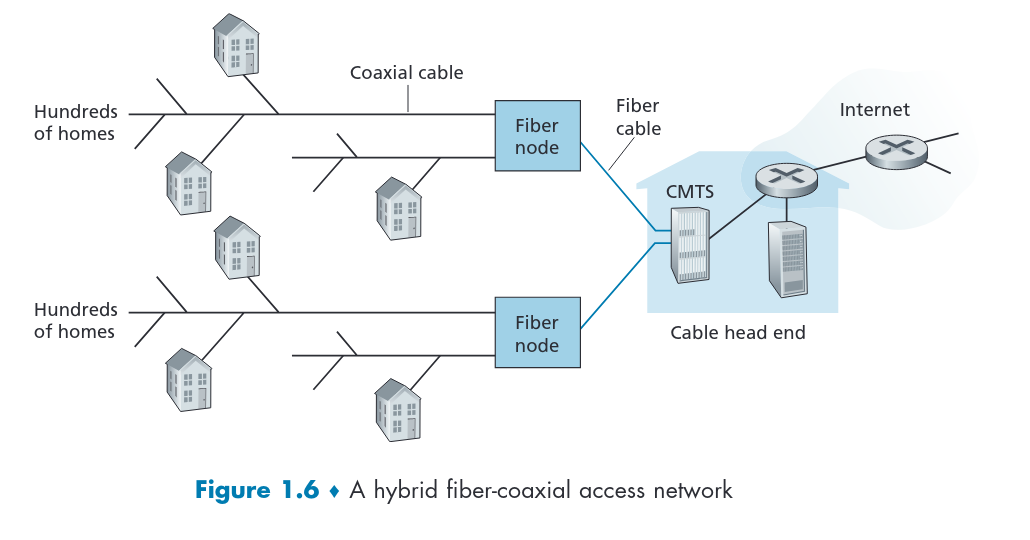 Coaxial cable
Hundreds
of homes
Fiber
node
Fiber
cable
Internet
CMTS
Hundreds
of homes
Fiber
node
Cable head end
Figure 1.6 ♦ A hybrid fiber-coaxial access network